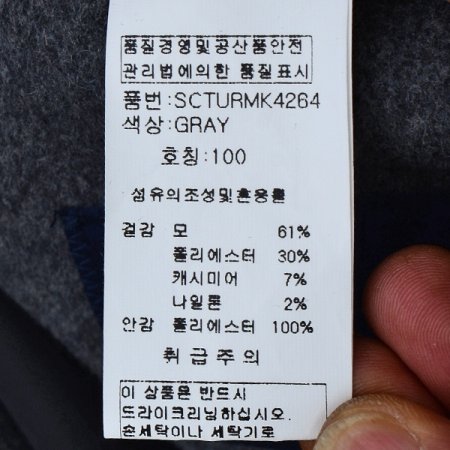 품질경영및공산품안전
관리법에의한 품질표시
품번:SCTURMK4264
색상:GRAY
호칭:100
섬유의조성및혼용률
겉감 모 61%
폴리에스터 30%
캐시미어 7%
나일론 2%
안감 폴리에스터 100%
취급주의
이 상품은 반드시
드라이크리닝하십시오.
손세탁이나 세탁기로